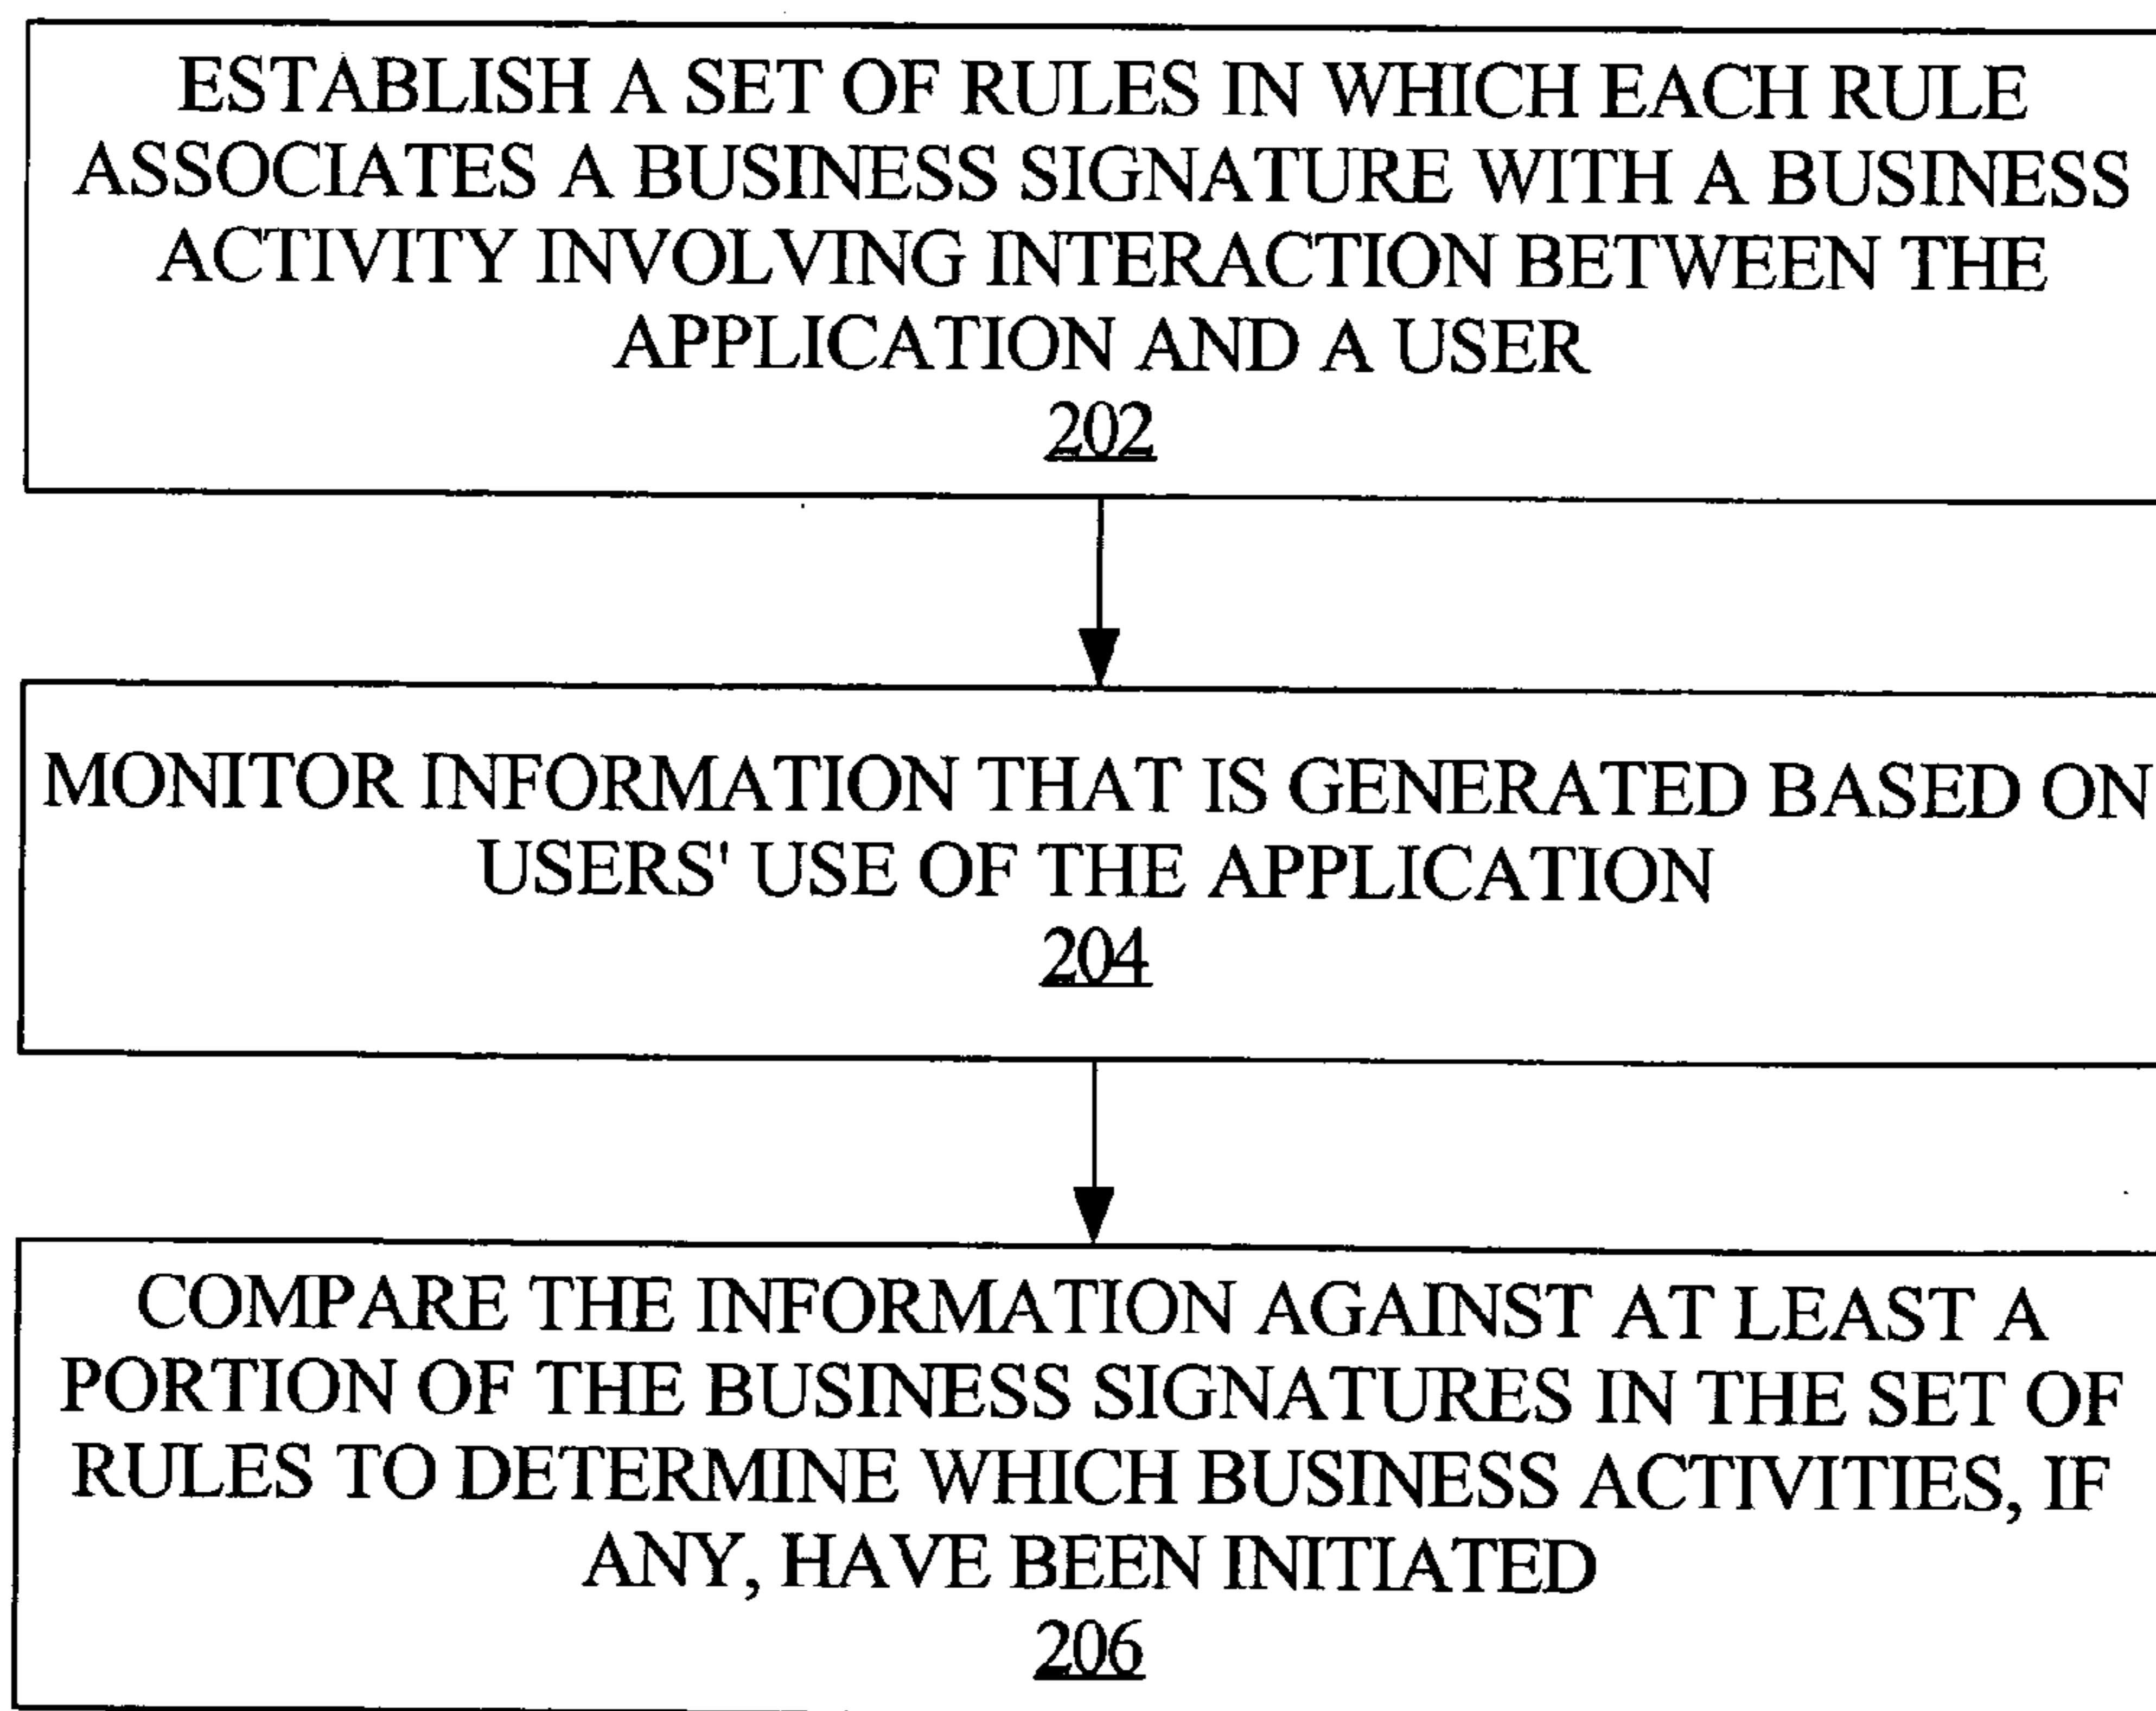 ESTABLISH A SET OF RULES IN WHICH EACH RULE
ASSOCIATES A BUSINESS SIGNATURE WITH A BUSINESS
ACTIVITY INVOLVING INTERACTION BETWEEN THE
APPLICATION AND A USER
202
MONITOR INFORMATION THAT IS GENERATED BASED ON
USERS' USE OF THE APPLICATION
204
COMPARE THE INFORMATION AGAINST AT LEAST A
PORTION OF THE BUSINESS SIGNATURES IN THE SET OF
RULES TO DETERMINE WHICH BUSINESS ACTIVITIES, IF
ANY, HAVE BEEN INITIATED
206